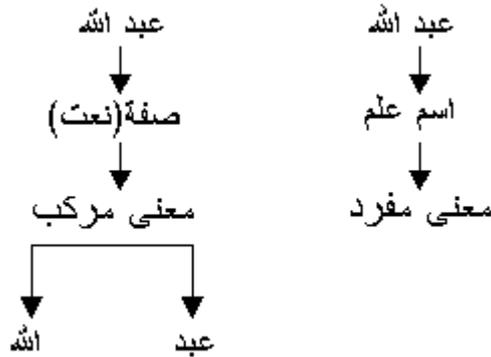 عبد الله
اسم علم
معنى مفرد
عبد الله
صفة(نعت)
معنى مركب
عبد
الله